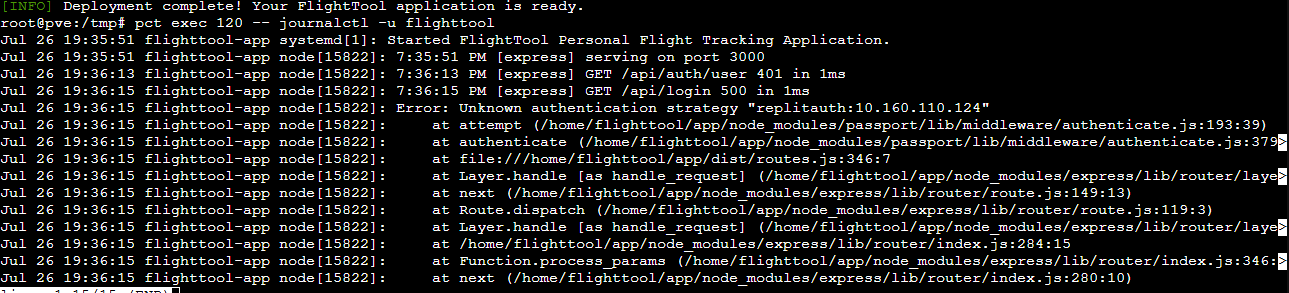 [INFO] Deployment complete! Your FlightTool application is ready.
root@pve:/tmp# pct exec 120 -- journalctl -u flighttool
Jul 26 19:35:51 flighttool-app systemd[1]: Started FlightTool Personal Flight Tracking Application.
Jul 26 19:35:51 flighttool-app node[15822]: 7:35:51 PM [express] serving on port 3000
Jul 26 19:36:13 flighttool-app node[15822]: 7:36:13 PM [express] GET /api/auth/user 401 in 1ms
Jul 26 19:36:15 flighttool-app node[15822]: 7:36:15 PM [express] GET /api/login 500 in 1ms
Jul 26 19:36:15 flighttool-app node[15822]: Error: Unknown authentication strategy "replitauth:10.160.110.124"
Jul 26 19:36:15 flighttool-app node[15822]:     at attempt (/home/flighttool/app/node_modules/passport/lib/middleware/authenticate.js:193:39)
Jul 26 19:36:15 flighttool-app node[15822]:     at authenticate (/home/flighttool/app/node_modules/passport/lib/middleware/authenticate.js:379>
Jul 26 19:36:15 flighttool-app node[15822]:     at file:///home/flighttool/app/dist/routes.js:346:7
Jul 26 19:36:15 flighttool-app node[15822]:     at Layer.handle [as handle_request] (/home/flighttool/app/node_modules/express/lib/router/laye>
Jul 26 19:36:15 flighttool-app node[15822]:     at next (/home/flighttool/app/node_modules/express/lib/router/route.js:149:13)
Jul 26 19:36:15 flighttool-app node[15822]:     at Route.dispatch (/home/flighttool/app/node_modules/express/lib/router/route.js:119:3)
Jul 26 19:36:15 flighttool-app node[15822]:     at Layer.handle [as handle_request] (/home/flighttool/app/node_modules/express/lib/router/laye>
Jul 26 19:36:15 flighttool-app node[15822]:     at /home/flighttool/app/node_modules/express/lib/router/index.js:284:15
Jul 26 19:36:15 flighttool-app node[15822]:     at Function.process_params (/home/flighttool/app/node_modules/express/lib/router/index.js:346:>
Jul 26 19:36:15 flighttool-app node[15822]:     at next (/home/flighttool/app/node_modules/express/lib/router/index.js:280:10)
lines 1-15/15 (END)